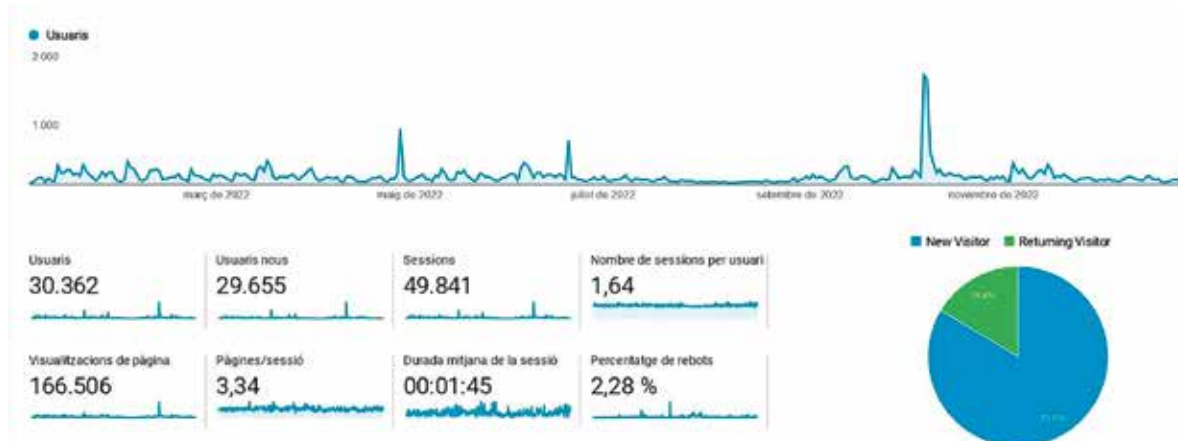 Usuaris
2 000
1 000
març de 2022
maig de 2022
juliol de 2022
setembre de 2022
novembre de 2022
New Visitor
Returning Visitor
Usuaris
30.362
Usuaris nous
29.655
Sessions
49.841
Nombre de sessions per usuari
1,64
Visualitzacions de pàgina
166.506
Pàgines/sessió
3,34
Durada mitjana de la sessió
00:01:45
Percentatge de rebots
2,28 %